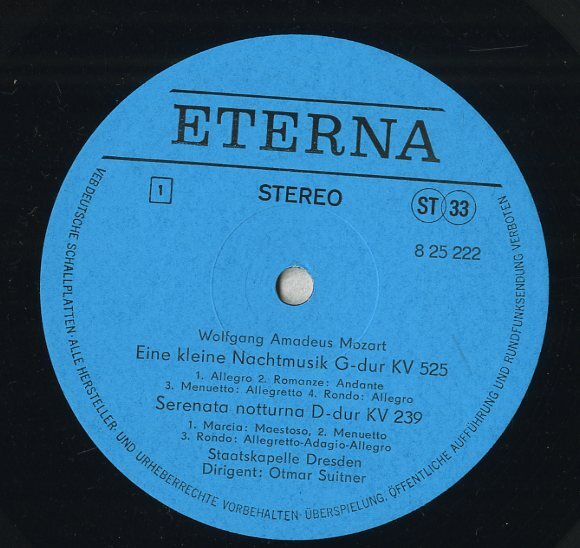 ETERNA
1
STEREO
ST 33
8 25 222
Wolfgang Amadeus Mozart
Eine kleine Nachtmusik G-dur KV 525
1. Allegro 2. Romanze: Andante
3. Menuetto: Allegretto 4. Rondo: Allegro
Serenata notturna D-dur KV 239
1. Marcia: Maestoso, 2. Menuetto
3. Rondo: Allegretto-Adagio-Allegro
Staatskapelle Dresden
Dirigent: Otmar Suitner
VEB DEUTSCHE SCHALLPLATTEN · ALLE HERSTELLER- UND URHEBERRECHTE VORBEHALTEN · ÜBERSPIELUNG, ÖFFENTLICHE AUFFÜHRUNG UND RUNDFUNKSENDUNG VERBOTEN